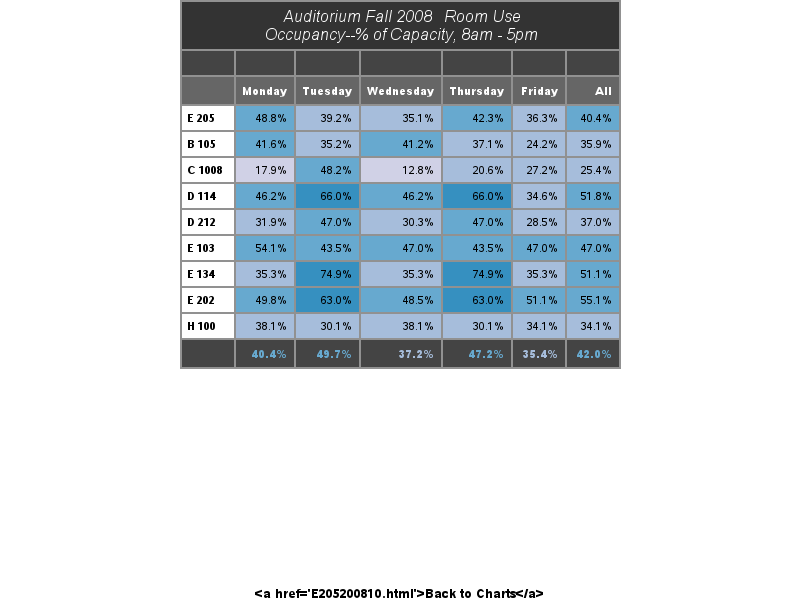 Auditorium Fall 2008 Room Use
Occupancy--% of Capacity, 8am - 5pm
Monday Tuesday Wednesday Thursday Friday All
E 205 48.8% 39.2% 35.1% 42.3% 36.3% 40.4%
B 105 41.6% 35.2% 41.2% 37.1% 24.2% 35.9%
C 1008 17.9% 48.2% 12.8% 20.6% 27.2% 25.4%
D 114 46.2% 66.0% 46.2% 66.0% 34.6% 51.8%
D 212 31.9% 47.0% 30.3% 47.0% 28.5% 37.0%
E 103 54.1% 43.5% 47.0% 43.5% 47.0% 47.0%
E 134 35.3% 74.9% 35.3% 74.9% 35.3% 51.1%
E 202 49.8% 63.0% 48.5% 63.0% 51.1% 55.1%
H 100 38.1% 30.1% 38.1% 30.1% 34.1% 34.1%
40.4% 49.7% 37.2% 47.2% 35.4% 42.0%
<a href='E205200810.html'>Back to Charts</a>